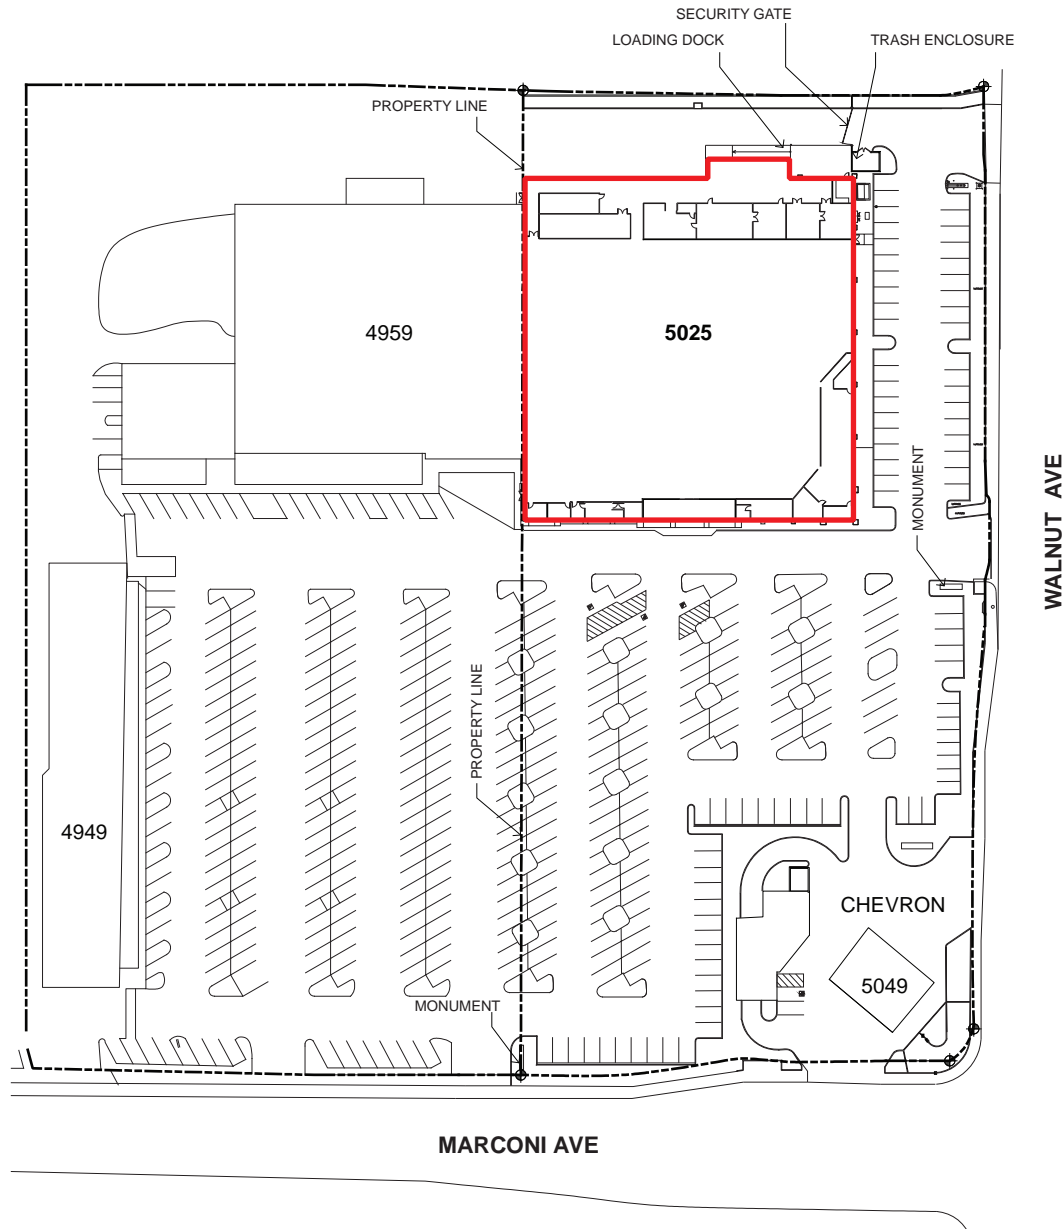 SECURITY GATE
LOADING DOCK
TRASH ENCLOSURE
PROPERTY LINE
4959
5025
WALNUT AVE
MONUMENT
PROPERTY LINE
4949
CHEVRON
5049
MONUMENT
MARCONI AVE